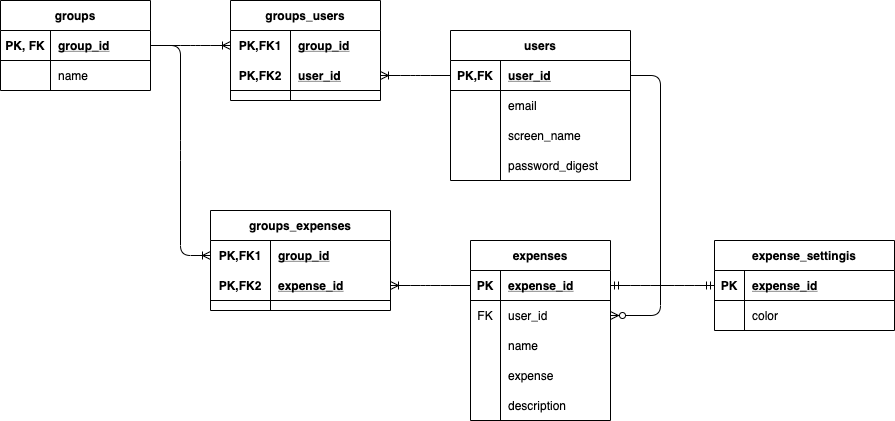 groups
PK, FK group_id
name
groups_users
PK,FK1 group_id
PK,FK2 user_id
users
PK,FK user_id
email
screen_name
password_digest
groups_expenses
PK,FK1 group_id
PK,FK2 expense_id
expenses
PK expense_id
FK user_id
name
expense
description
expense_settingis
PK expense_id
color